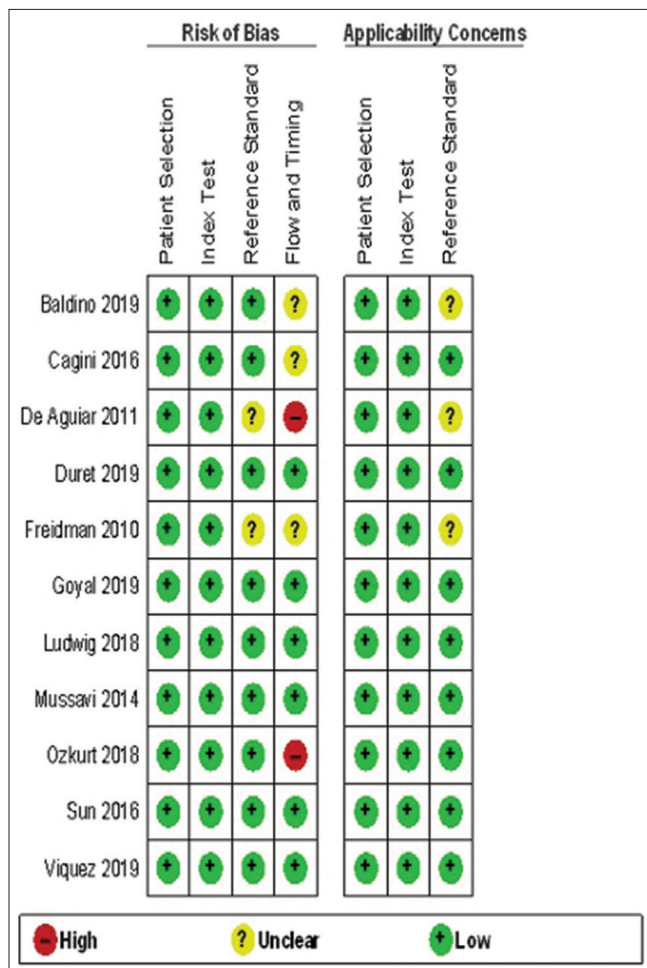 Risk of Bias Applicability Concerns
Patient Selection Index Test Reference Standard Flow and Timing Patient Selection Index Test Reference Standard
Baldino 2019 + + + ? + + ?
Cagini 2016 + + + ? + + +
De Aguiar 2011 + + ? − + + ?
Duret 2019 + + + + + + +
Freidman 2010 + + ? ? + + ?
Goyal 2019 + + + + + + +
Ludwig 2018 + + + + + + +
Mussavi 2014 + + + + + + +
Ozkurt 2018 + + + − + + +
Sun 2016 + + + + + + +
Viquez 2019 + + + + + + +
− High ? Unclear + Low